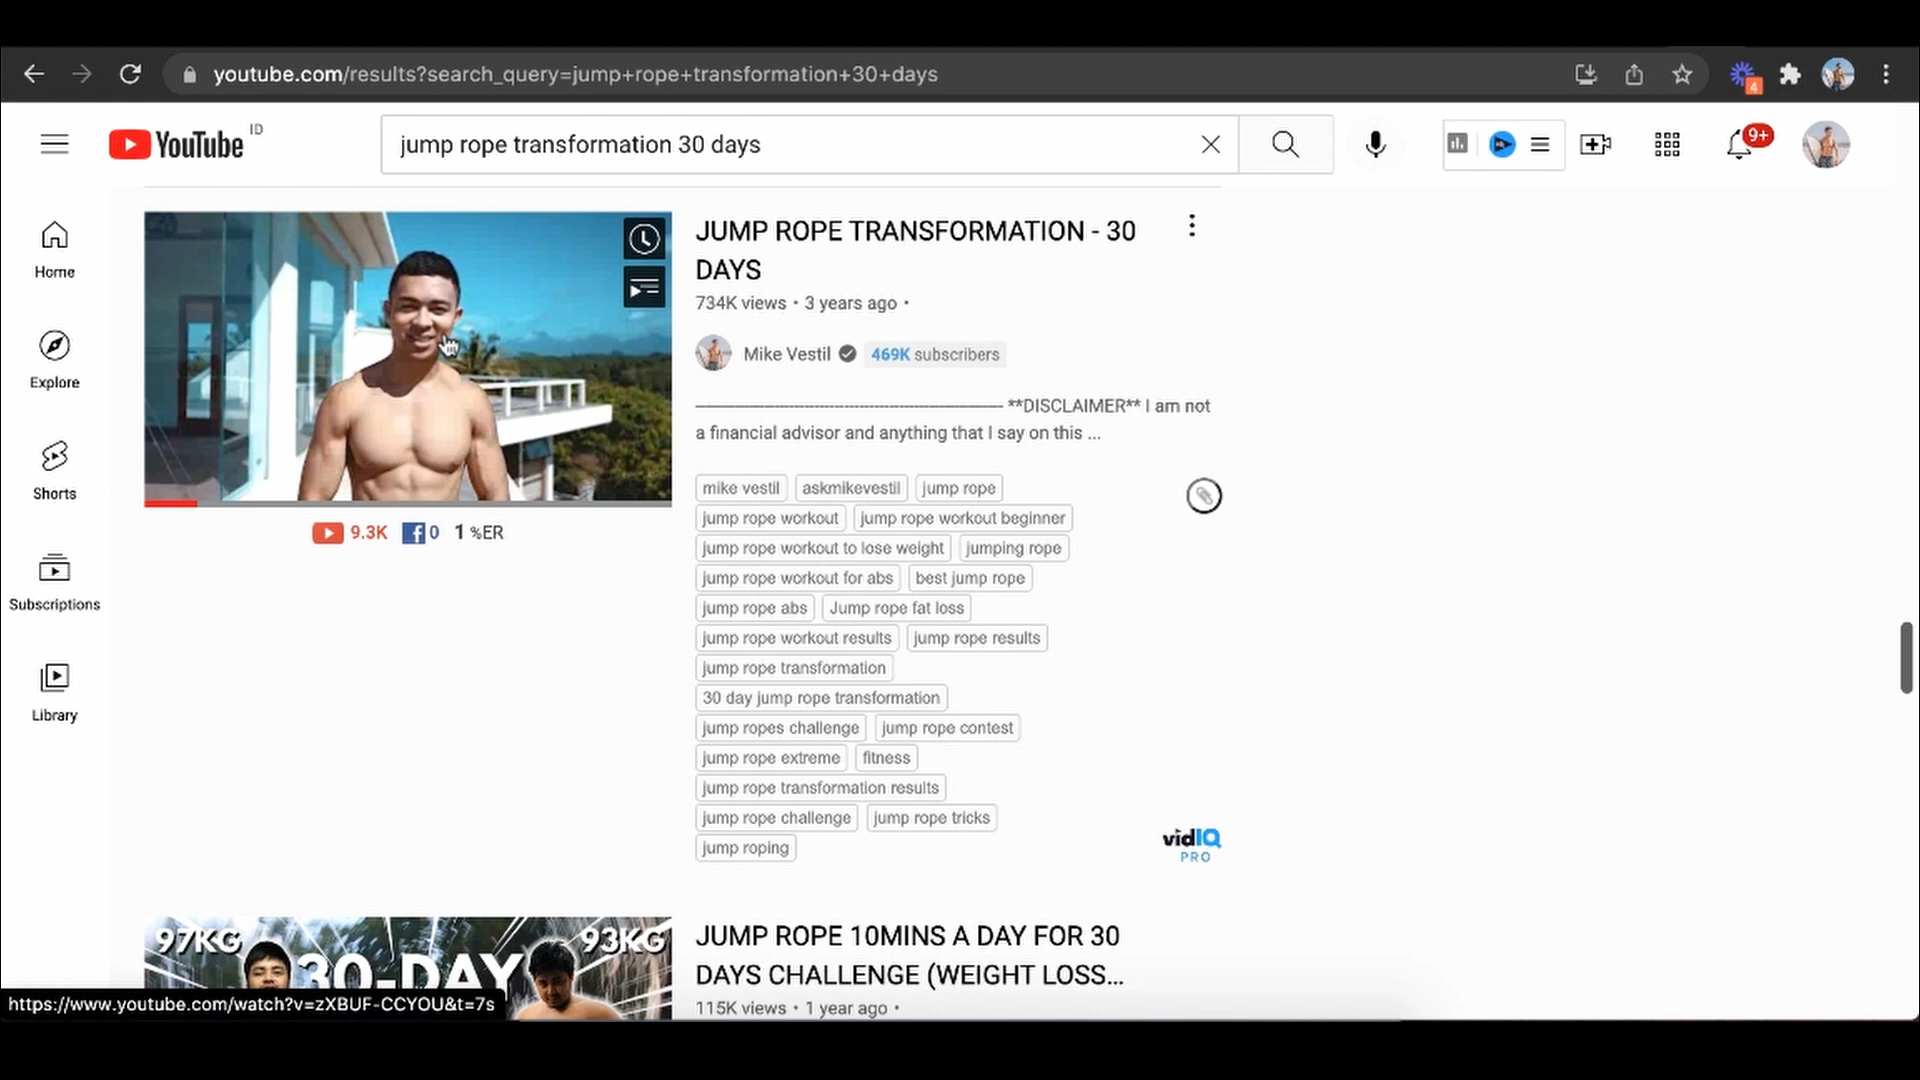 youtube.com/results?search_query=jump+rope+transformation+30+days
4
YouTube ID
jump rope transformation 30 days
9+
Home
Explore
Shorts
Subscriptions
Library
JUMP ROPE TRANSFORMATION - 30
DAYS
734K views • 3 years ago •
Mike Vestil 469K subscribers
**DISCLAIMER** I am not
a financial advisor and anything that I say on this ...
9.3K 0 1 %ER
mike vestil askmikevestil jump rope
jump rope workout jump rope workout beginner
jump rope workout to lose weight jumping rope
jump rope workout for abs best jump rope
jump rope abs Jump rope fat loss
jump rope workout results jump rope results
jump rope transformation
30 day jump rope transformation
jump ropes challenge jump rope contest
jump rope extreme fitness
jump rope transformation results
jump rope challenge jump rope tricks
jump roping
vidIQ
PRO
97KG 93KG
30-DAY
JUMP ROPE 10MINS A DAY FOR 30
DAYS CHALLENGE (WEIGHT LOSS...
115K views • 1 year ago •
https://www.youtube.com/watch?v=zXBUF-CCYOU&t=7s